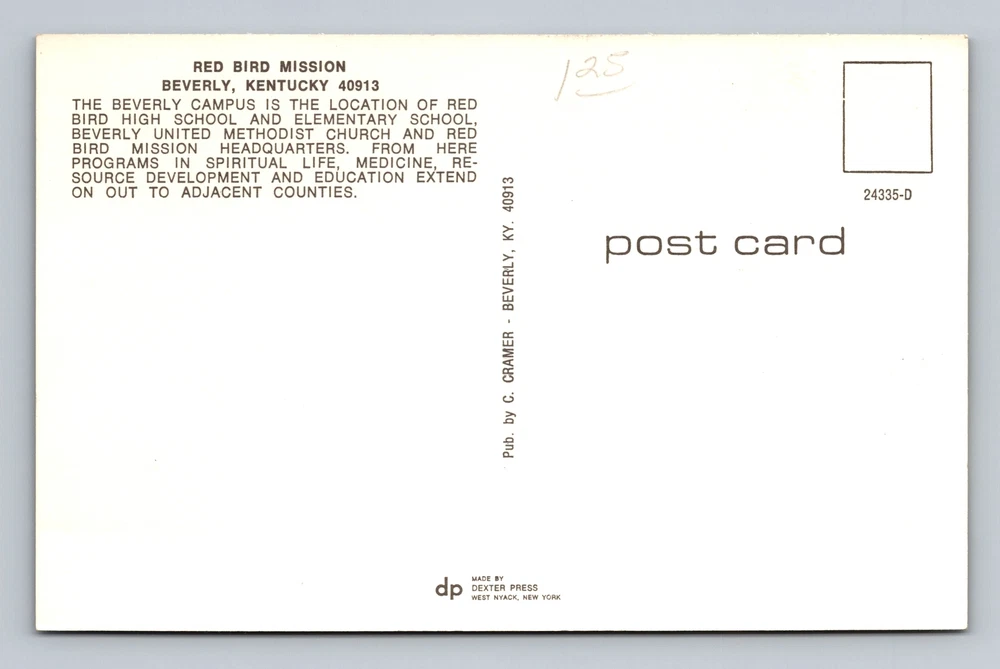 RED BIRD MISSION
BEVERLY, KENTUCKY 40913
THE BEVERLY CAMPUS IS THE LOCATION OF RED
BIRD HIGH SCHOOL AND ELEMENTARY SCHOOL,
BEVERLY UNITED METHODIST CHURCH AND RED
BIRD MISSION HEADQUARTERS. FROM HERE
PROGRAMS IN SPIRITUAL LIFE, MEDICINE, RE-
SOURCE DEVELOPMENT AND EDUCATION EXTEND
ON OUT TO ADJACENT COUNTIES.
Pub. by C. CRAMER - BEVERLY, KY. 40913
125
24335-D
post card
dp
MADE BY
DEXTER PRESS
WEST NYACK, NEW YORK